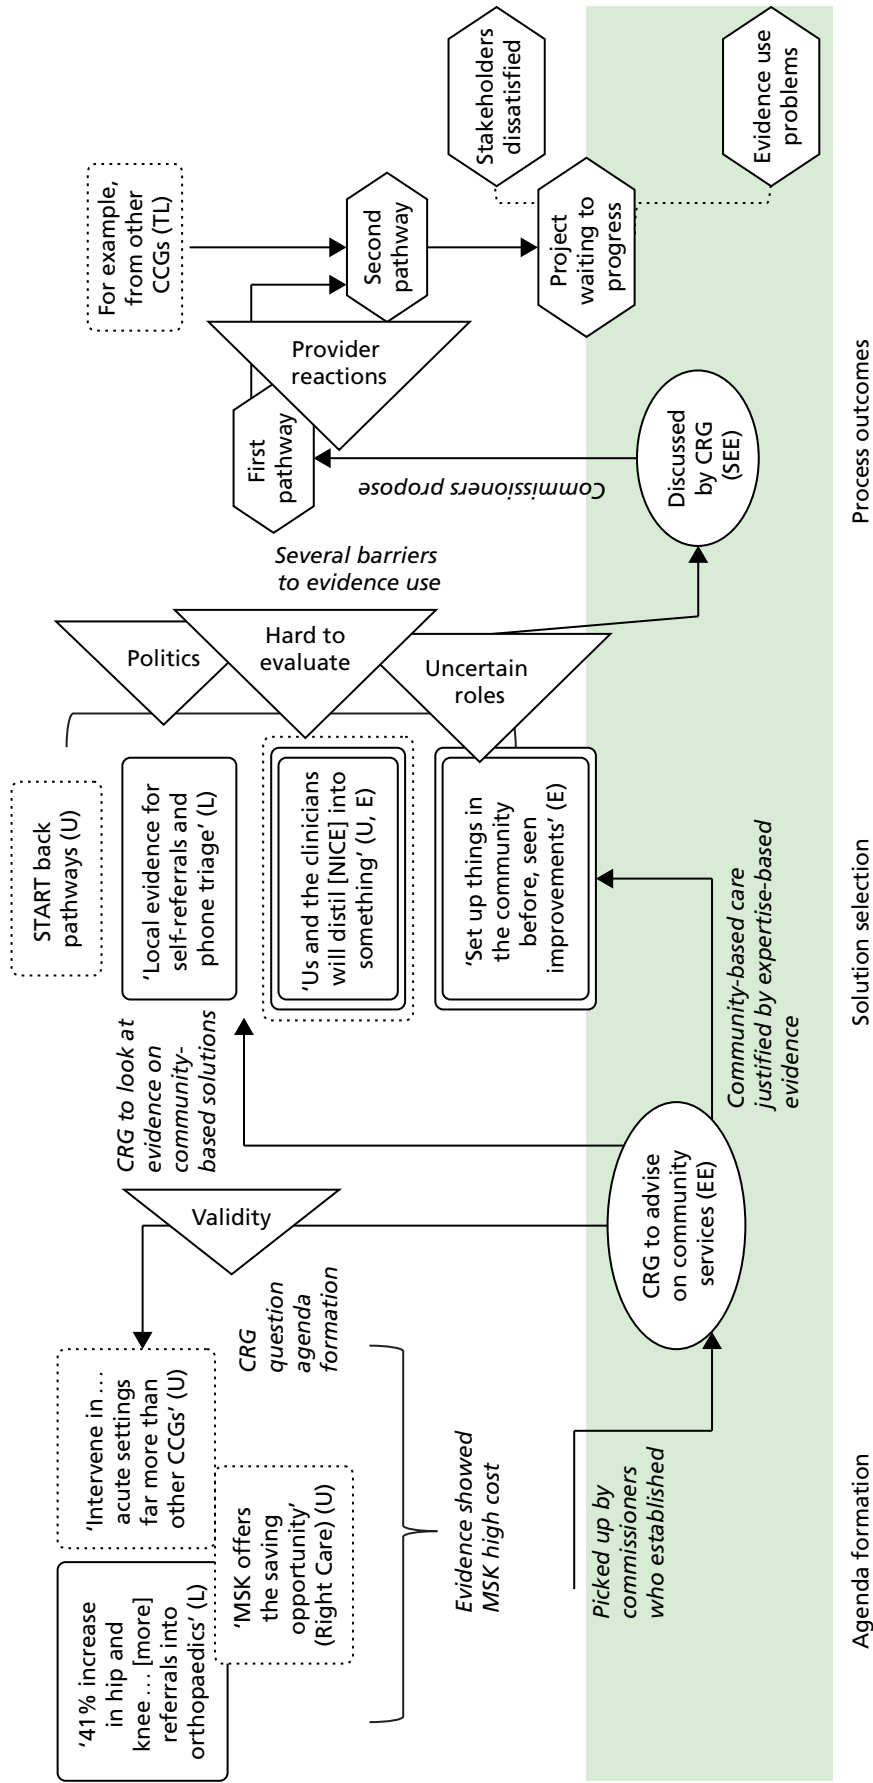 '41% increase
in hip and
knee … [more]
referrals into
orthopaedics' (L)
'Intervene in …
acute settings
far more than
other CCGs' (U)
'MSK offers
the saving
opportunity'
(Right Care) (U)
Evidence showed
MSK high cost
Picked up by
commissioners
who established
CRG
question
agenda
formation
Validity
CRG to advise
on community
services (EE)
CRG to look at
evidence on
community-
based solutions
Community-based care
justified by expertise-based
evidence
START back
pathways (U)
'Local evidence for
self-referrals and
phone triage' (L)
'Us and the clinicians
will distil [NICE] into
something' (U, E)
'Set up things in
the community
before, seen
improvements' (E)
Politics
Hard to
evaluate
Uncertain
roles
Several barriers
to evidence use
Discussed
by CRG
(SEE)
Commissioners propose
First
pathway
Provider
reactions
For example,
from other
CCGs (TL)
Second
pathway
Project
waiting to
progress
Stakeholders
dissatisfied
Evidence use
problems
Agenda formation
Solution selection
Process outcomes